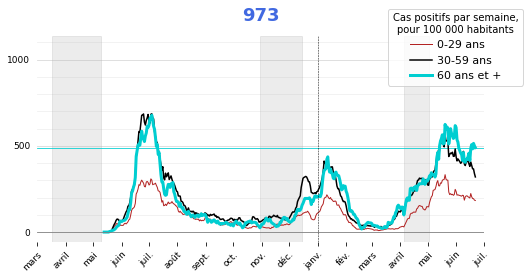 973
Cas positifs par semaine,
pour 100 000 habitants
0-29 ans
30-59 ans
60 ans et +
1000
500
0
mars
avril
mai
juin
juil.
août
sept.
oct.
nov.
déc.
janv.
fév.
mars
avril
mai
juin
juil.